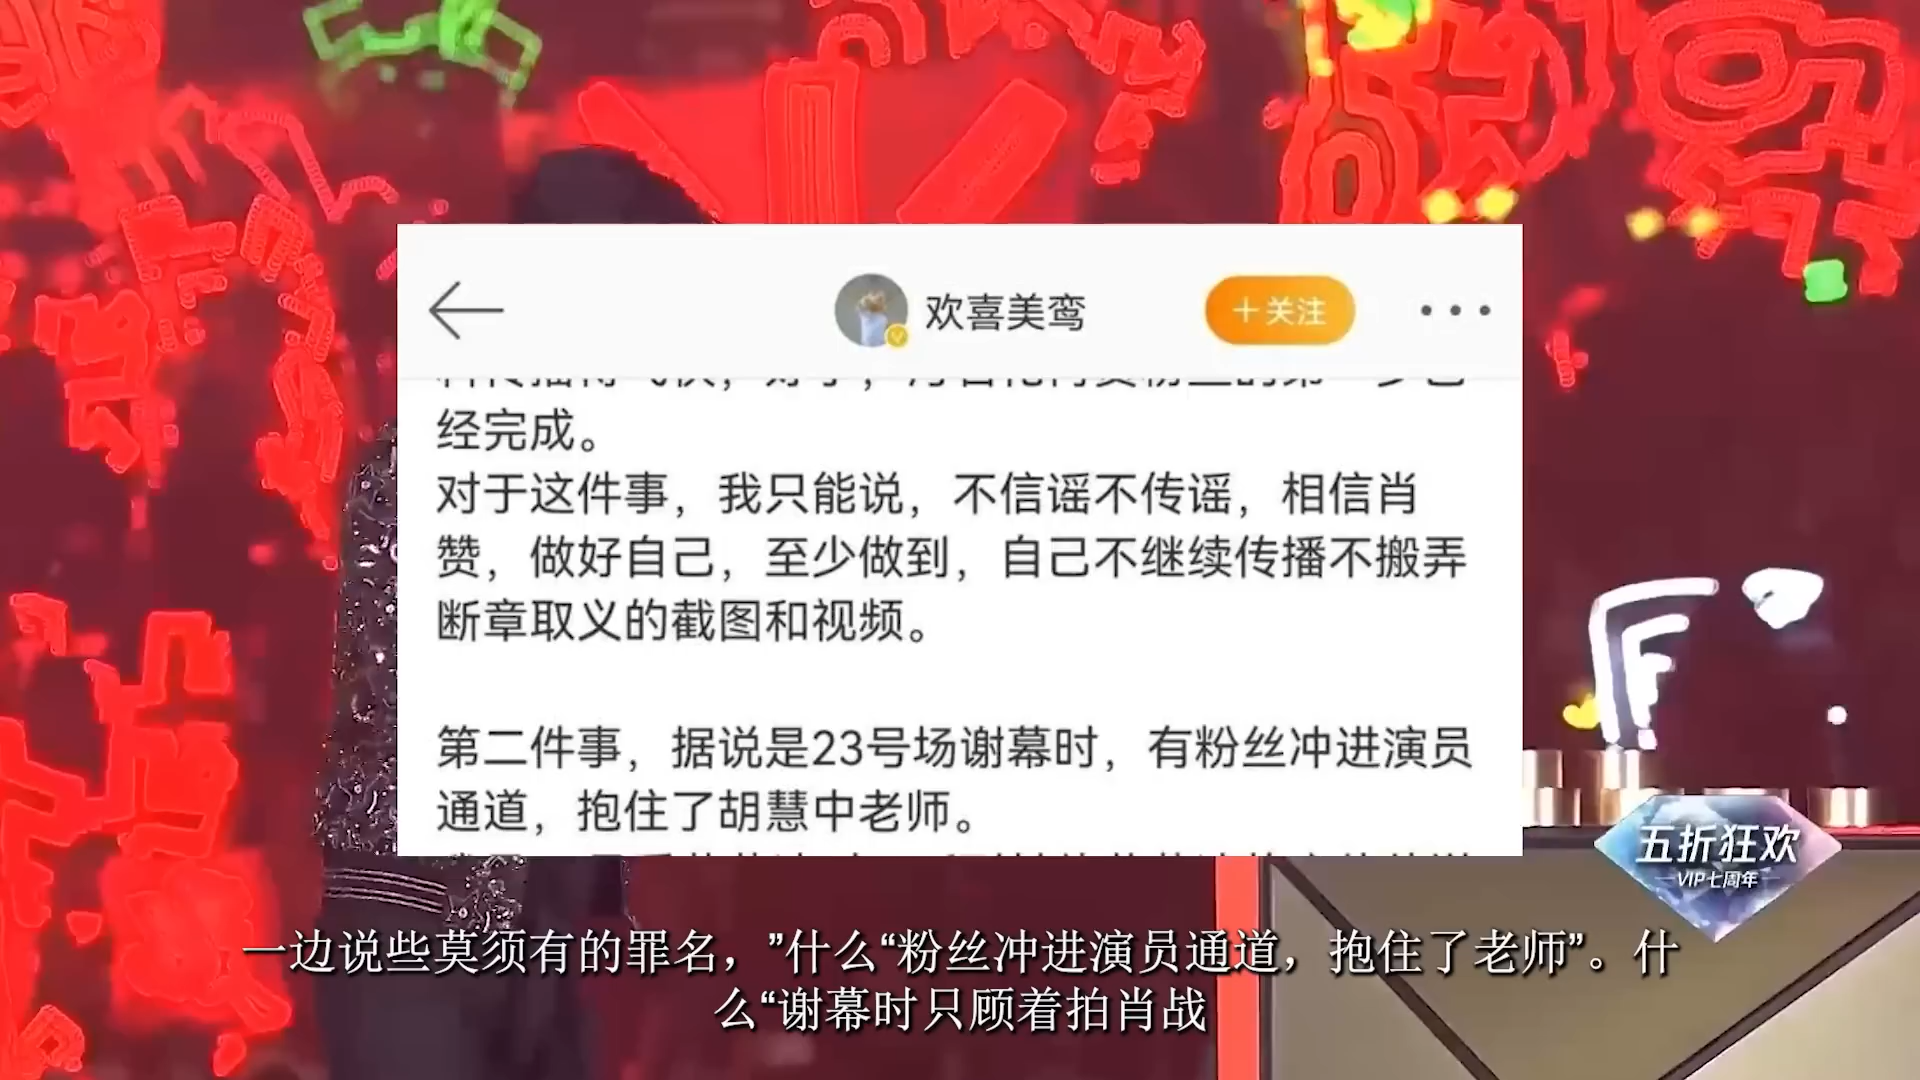 欢喜美鸾
+关注
经完成。
对于这件事，我只能说，不信谣不传谣，相信肖
赞，做好自己，至少做到，自己不继续传播不搬弄
断章取义的截图和视频。
第二件事，据说是23号场谢幕时，有粉丝冲进演员
通道，抱住了胡慧中老师。
五折狂欢
VIP七周年
一边说些莫须有的罪名，”什么“粉丝冲进演员通道，抱住了老师”。什
么“谢幕时只顾着拍肖战